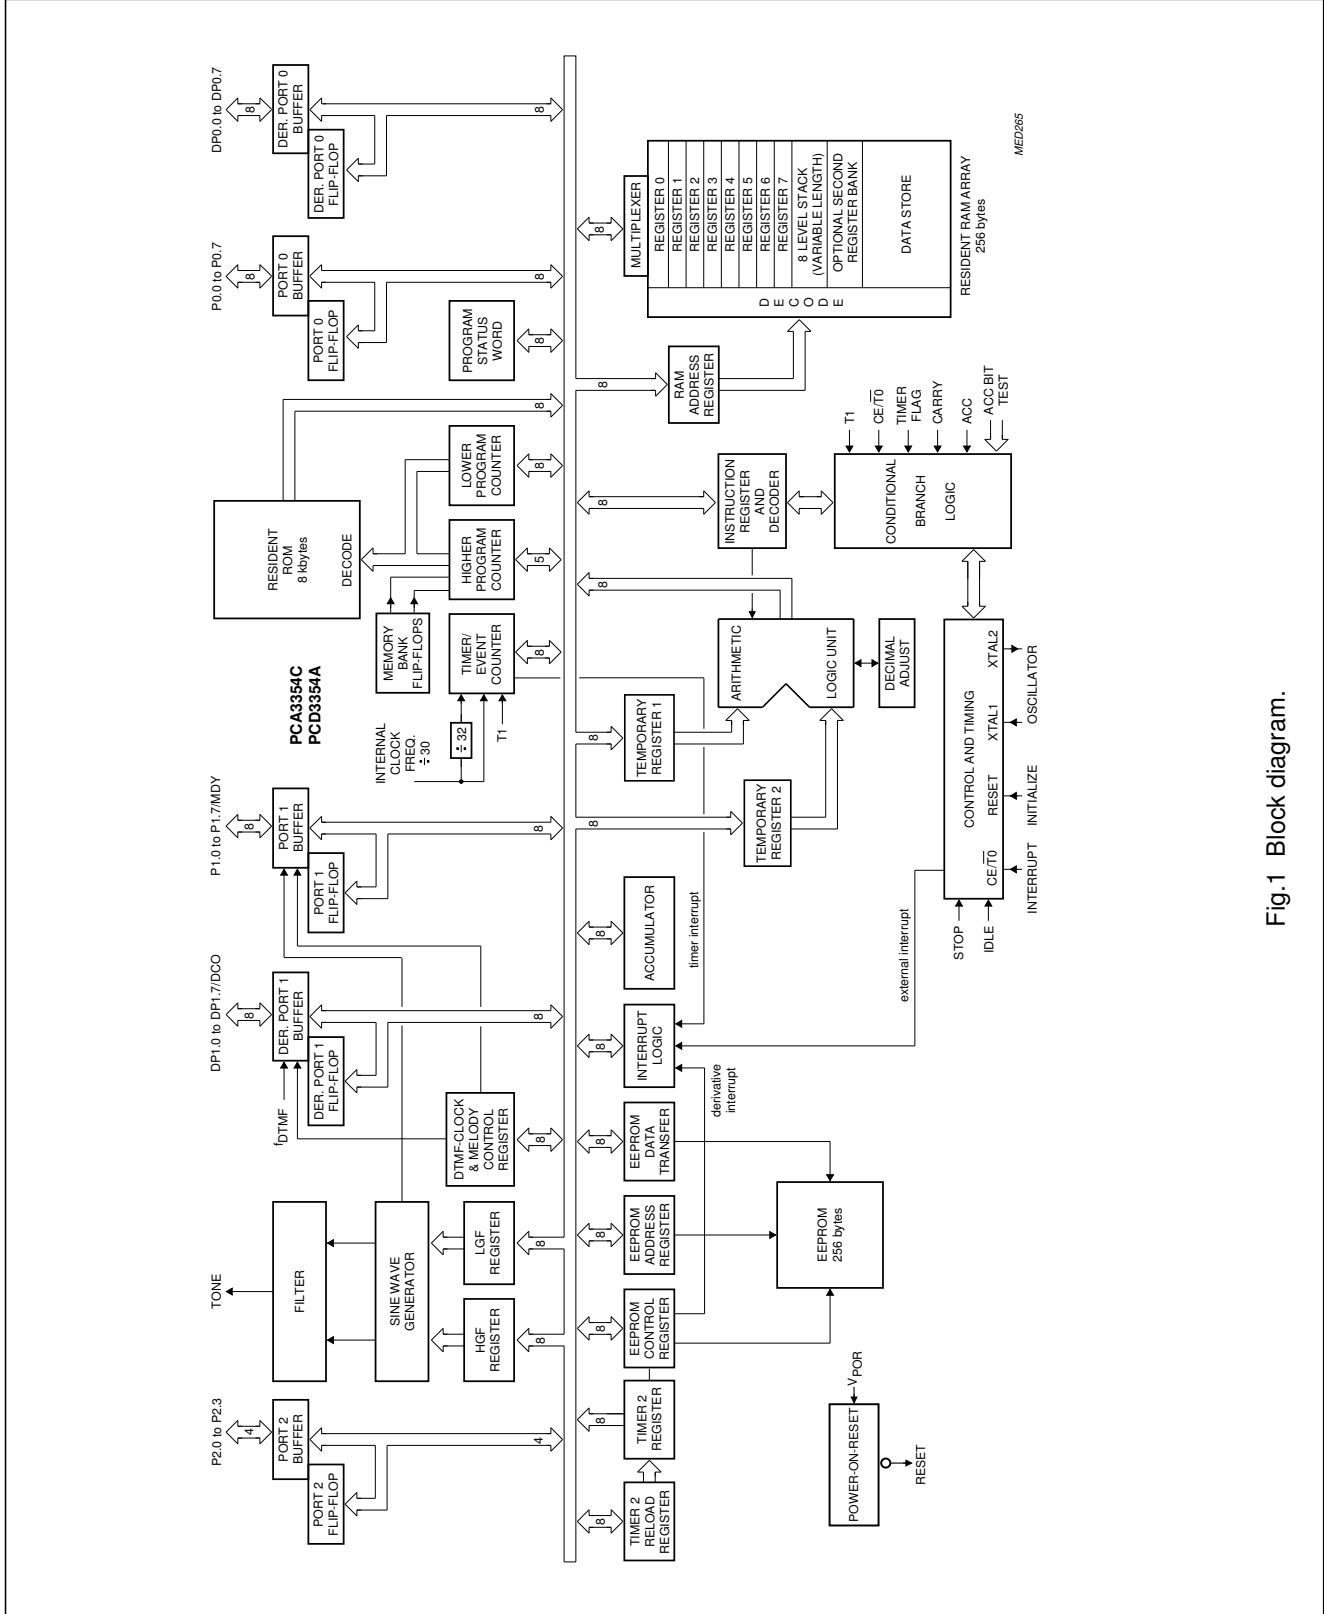 P2.0 to P2.3
4
PORT 2
BUFFER
PORT 2
FLIP-FLOP
4
TONE
FILTER
SINE WAVE
GENERATOR
HGF
REGISTER
8
LGF
REGISTER
8
fDTMF
DP1.0 to DP1.7/DCO
8
DER. PORT 1
BUFFER
DER. PORT 1
FLIP-FLOP
8
DTMF-CLOCK
& MELODY
CONTROL
REGISTER
8
P1.0 to P1.7/MDY
8
PORT 1
BUFFER
PORT 1
FLIP-FLOP
8
PCA3354C
PCD3354A
INTERNAL
CLOCK
FREQ.
÷ 30
÷ 32
T1
TIMER/
EVENT
COUNTER
8
MEMORY
BANK
FLIP-FLOPS
RESIDENT
ROM
8 kbytes
DECODE
8
HIGHER
PROGRAM
COUNTER
5
LOWER
PROGRAM
COUNTER
8
P0.0 to P0.7
8
PORT 0
BUFFER
PORT 0
FLIP-FLOP
8
PROGRAM
STATUS
WORD
8
DP0.0 to DP0.7
8
DER. PORT 0
BUFFER
DER. PORT 0
FLIP-FLOP
8
8
TIMER 2
RELOAD
REGISTER
8
TIMER 2
REGISTER
8
EEPROM
CONTROL
REGISTER
8
EEPROM
ADDRESS
REGISTER
8
EEPROM
DATA
TRANSFER
EEPROM
256 bytes
derivative
interrupt
8
INTERRUPT
LOGIC
timer interrupt
external interrupt
8
ACCUMULATOR
8
TEMPORARY
REGISTER 2
8
TEMPORARY
REGISTER 1
ARITHMETIC
LOGIC UNIT
8
DECIMAL
ADJUST
8
INSTRUCTION
REGISTER
AND
DECODER
8
RAM
ADDRESS
REGISTER
8
MULTIPLEXER
REGISTER 0
REGISTER 1
REGISTER 2
REGISTER 3
REGISTER 4
REGISTER 5
REGISTER 6
REGISTER 7
8 LEVEL STACK
(VARIABLE LENGTH)
OPTIONAL SECOND
REGISTER BANK
DATA STORE
D
E
C
O
D
E
RESIDENT RAM ARRAY
256 bytes
CONDITIONAL
BRANCH
LOGIC
T1
CE/T0
TIMER
FLAG
CARRY
ACC
ACC BIT
TEST
POWER-ON-RESET
VPOR
RESET
STOP
IDLE
CONTROL AND TIMING
CE/T0
RESET
XTAL1
XTAL2
INTERRUPT
INITIALIZE
OSCILLATOR
MED265
Fig.1 Block diagram.